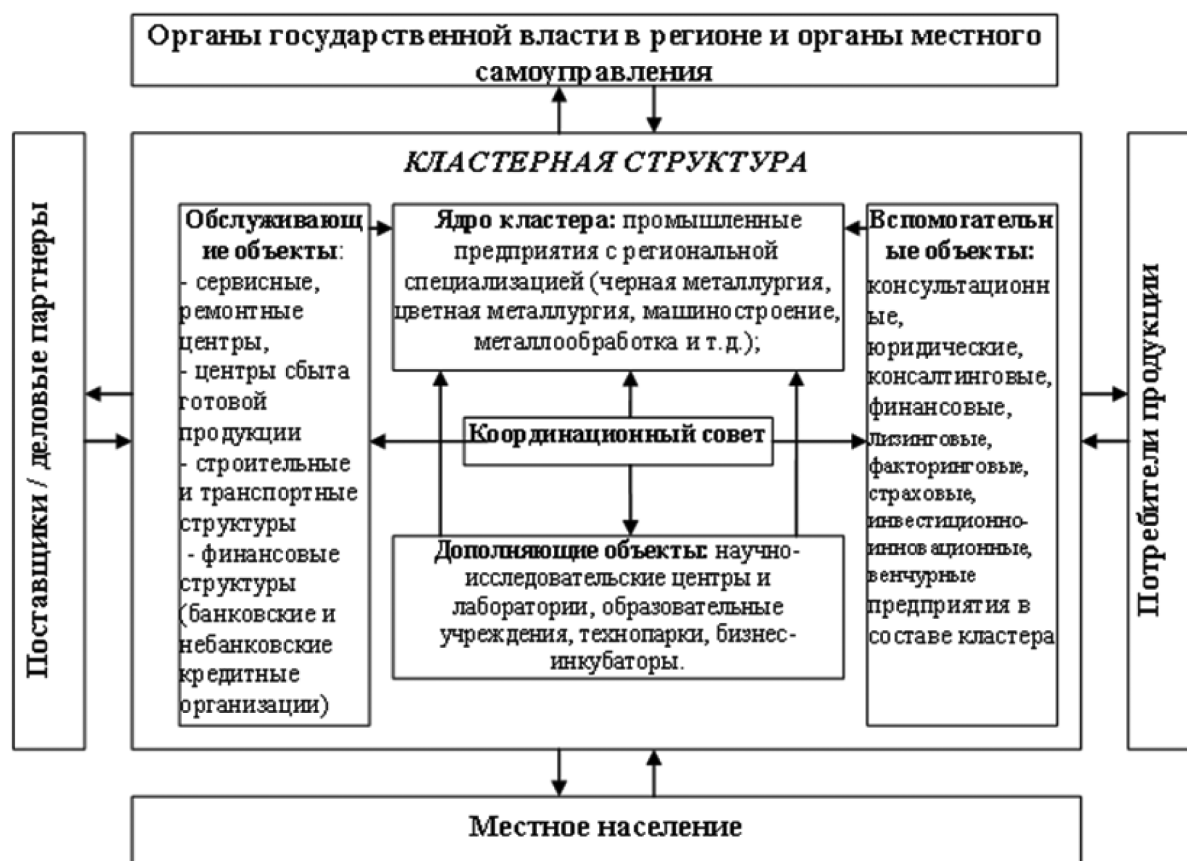 Органы государственной власти в регионе и органы местного
самоуправления
Поставщики / деловые партнеры
КЛАСТЕРНАЯ СТРУКТУРА
Обслуживающ
ие объекты:
- сервисные,
ремонтные
центры,
- центры сбыта
готовой
продукции
- строительные
и транспортные
структуры
- финансовые
структуры
(банковские и
небанковские
кредитные
организации)
Ядро кластера: промышленные
предприятия с региональной
специализацией (черная металлургия,
цветная металлургия, машиностроение,
металлообработка и т.д.);
Координационный совет
Дополняющие объекты: научно-
исследовательские центры и
лаборатории, образовательные
учреждения, технопарки, бизнес-
инкубаторы.
Вспомогательн
ые объекты:
консультационн
ые,
юридические,
консалтинговые,
финансовые,
лизинговые,
факторинговые,
страховые,
инвестиционно-
инновационные,
венчурные
предприятия в
составе кластера
Потребители продукции
Местное население